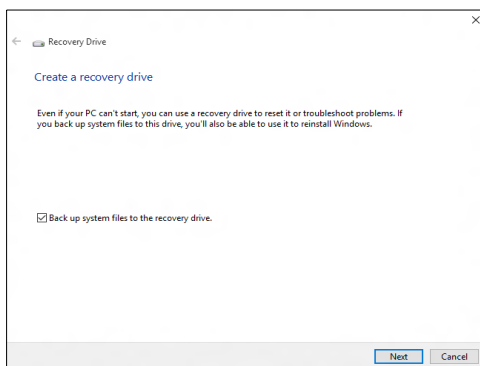 Recovery Drive
Create a recovery drive
Even if your PC can't start, you can use a recovery drive to reset it or troubleshoot problems. If
you back up system files to this drive, you'll also be able to use it to reinstall Windows.
Back up system files to the recovery drive.
Next Cancel